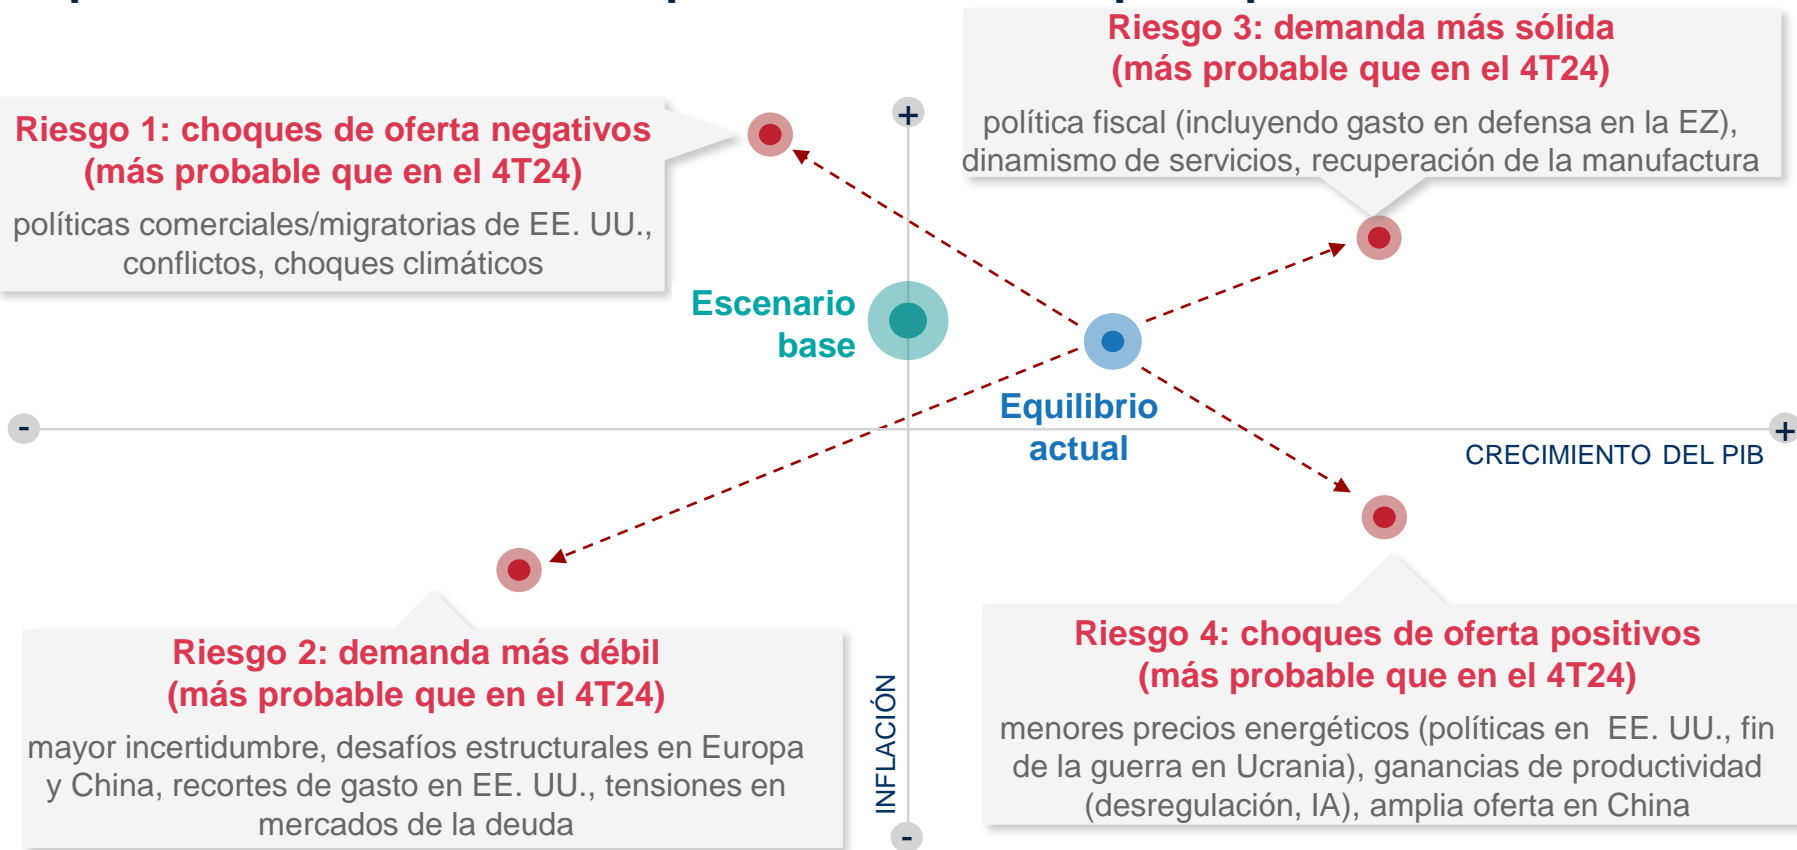 Riesgo 3: demanda más sólida
(más probable que en el 4T24)
política fiscal (incluyendo gasto en defensa en la EZ),
dinamismo de servicios, recuperación de la manufactura
Riesgo 1: choques de oferta negativos
(más probable que en el 4T24)
políticas comerciales/migratorias de EE. UU.,
conflictos, choques climáticos
+
Escenario
base
Equilibrio
actual
-
+
CRECIMIENTO DEL PIB
Riesgo 2: demanda más débil
(más probable que en el 4T24)
mayor incertidumbre, desafíos estructurales en Europa
y China, recortes de gasto en EE. UU., tensiones en
mercados de la deuda
INFLACIÓN
-
Riesgo 4: choques de oferta positivos
(más probable que en el 4T24)
menores precios energéticos (políticas en EE. UU., fin
de la guerra en Ucrania), ganancias de productividad
(desregulación, IA), amplia oferta en China